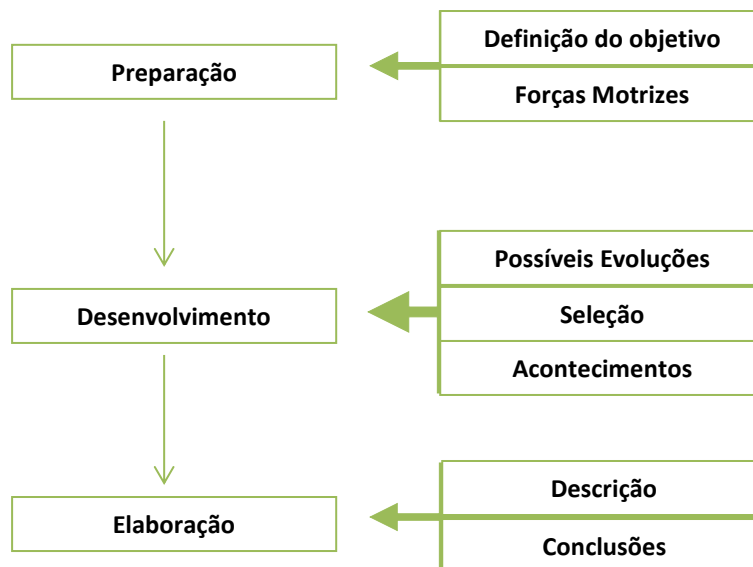 Preparação
Definição do objetivo
Forças Motrizes
Desenvolvimento
Possíveis Evoluções
Seleção
Acontecimentos
Elaboração
Descrição
Conclusões